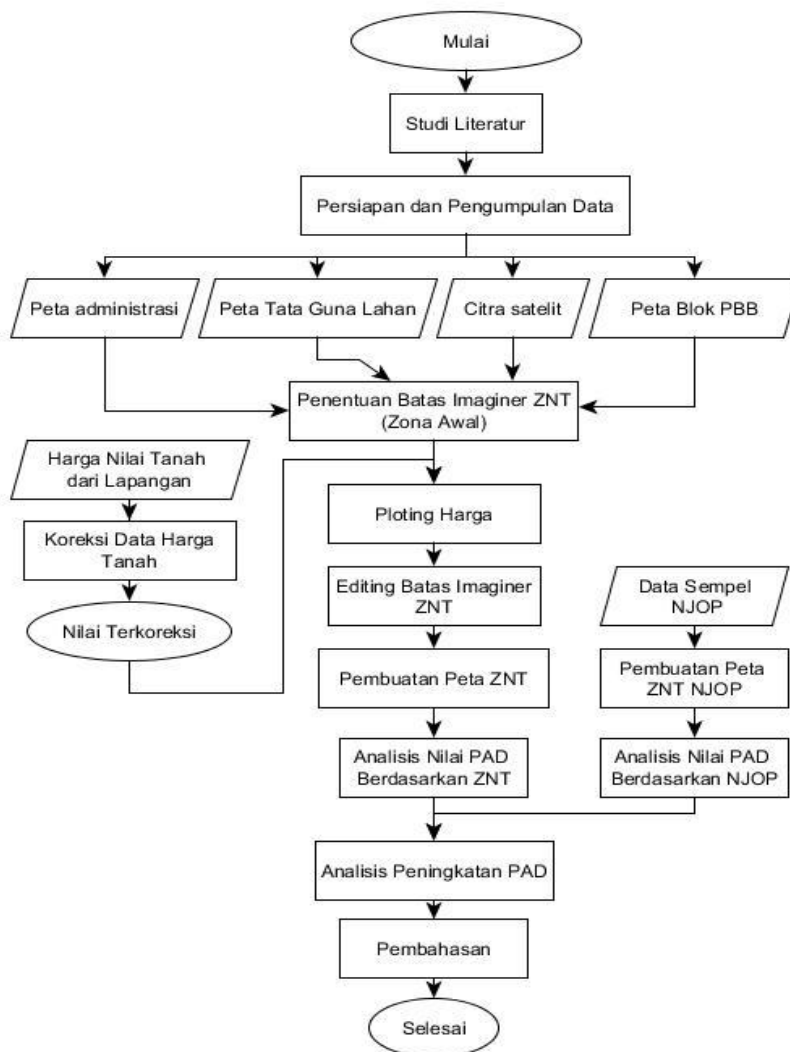 Mulai
Studi Literatur
Persiapan dan Pengumpulan Data
Peta administrasi
Peta Tata Guna Lahan
Citra satelit
Peta Blok PBB
Penentuan Batas Imaginer ZNT
(Zona Awal)
Harga Nilai Tanah
dari Lapangan
Koreksi Data Harga
Tanah
Nilai Terkoreksi
Ploting Harga
Editing Batas Imaginer
ZNT
Pembuatan Peta ZNT
Analisis Nilai PAD
Berdasarkan ZNT
Data Sempel
NJOP
Pembuatan Peta
ZNT NJOP
Analisis Nilai PAD
Berdasarkan NJOP
Analisis Peningkatan PAD
Pembahasan
Selesai